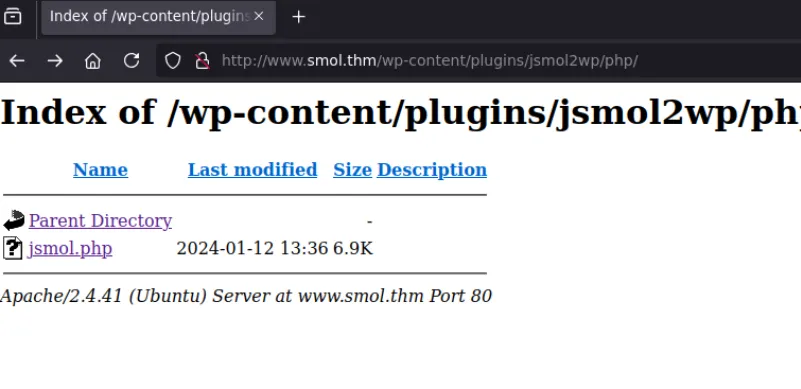 Index of /wp-content/plugins
http://www.smol.thm/wp-content/plugins/jsmol2wp/php/
Index of /wp-content/plugins/jsmol2wp/ph
Name Last modified Size Description
Parent Directory -
jsmol.php 2024-01-12 13:36 6.9K
Apache/2.4.41 (Ubuntu) Server at www.smol.thm Port 80